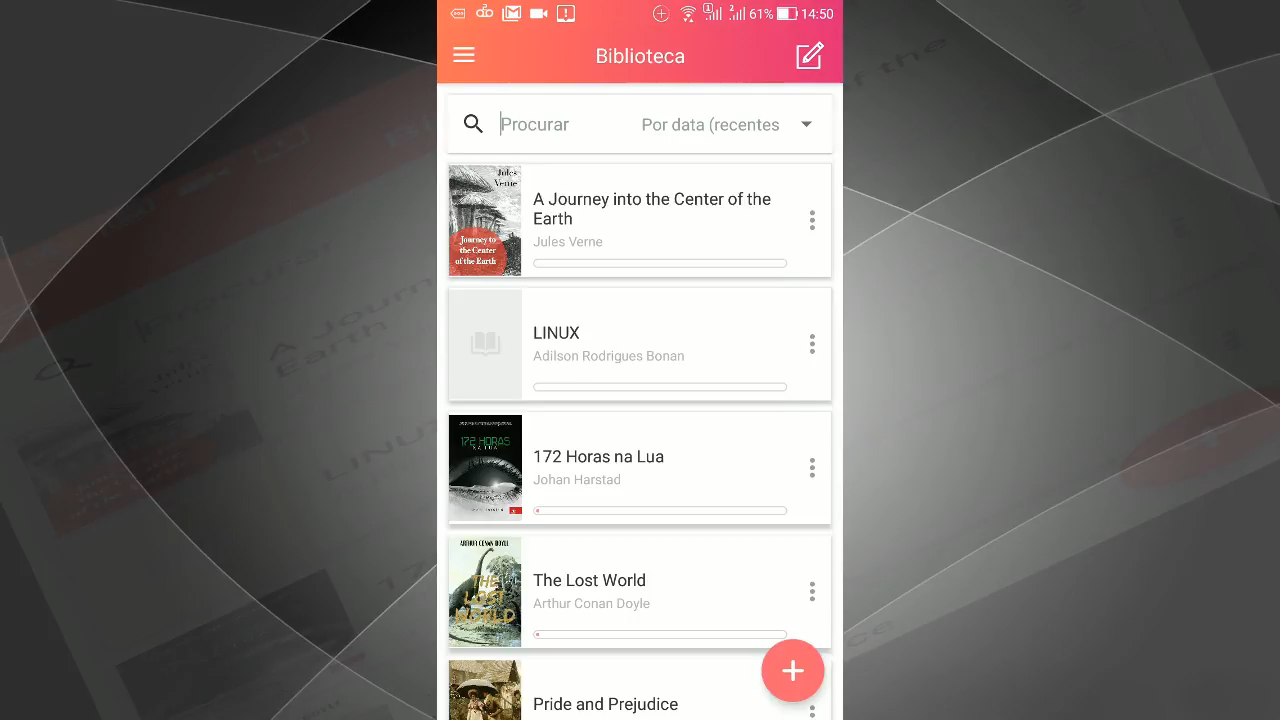 61% 14:50
Biblioteca
Procurar Por data (recentes
Jules
Verne
Journey to
the Center
of the Earth
A Journey into the Center of the
Earth
Jules Verne
LINUX
Adilson Rodrigues Bonan
172 HORAS
NA LUA
172 Horas na Lua
Johan Harstad
ARTHUR CONAN DOYLE
THE
LOST
WORLD
The Lost World
Arthur Conan Doyle
Pride and Prejudice